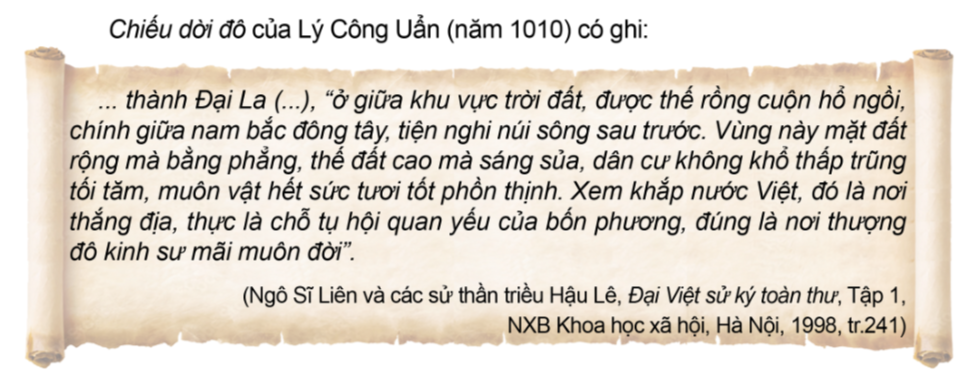 Chiếu dời đô của Lý Công Uẩn (năm 1010) có ghi:
... thành Đại La (...), “ở giữa khu vực trời đất, được thế rồng cuộn hổ ngồi,
chính giữa nam bắc đông tây, tiện nghi núi sông sau trước. Vùng này mặt đất
rộng mà bằng phẳng, thế đất cao mà sáng sủa, dân cư không khổ thấp trũng
tối tăm, muôn vật hết sức tươi tốt phồn thịnh. Xem khắp nước Việt, đó là nơi
thắng địa, thực là chỗ tụ hội quan yếu của bốn phương, đúng là nơi thượng
đô kinh sư mãi muôn đời”.
(Ngô Sĩ Liên và các sử thần triều Hậu Lê, Đại Việt sử ký toàn thư, Tập 1,
NXB Khoa học xã hội, Hà Nội, 1998, tr.241)